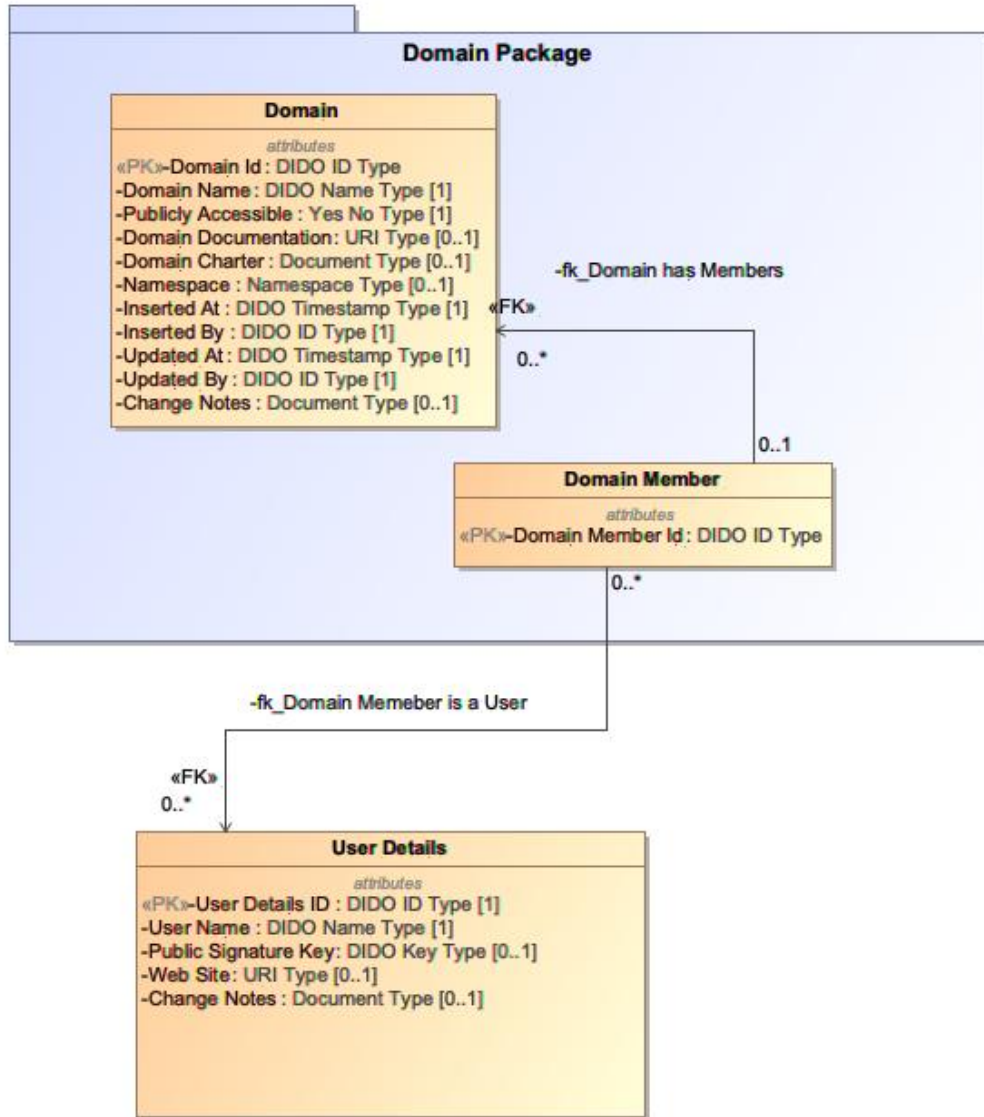 Domain Package
Domain
attributes
«PK»-Domain Id : DIDO ID Type
-Domain Name : DIDO Name Type [1]
-Publicly Accessible : Yes No Type [1]
-Domain Documentation: URI Type [0..1]
-Domain Charter : Document Type [0..1]
-Namespace : Namespace Type [0..1]
-Inserted At : DIDO Timestamp Type [1]
-Inserted By : DIDO ID Type [1]
-Updated At : DIDO Timestamp Type [1]
-Updated By : DIDO ID Type [1]
-Change Notes : Document Type [0..1]
-fk_Domain has Members
«FK»
0..*
0..1
Domain Member
attributes
«PK»-Domain Member Id : DIDO ID Type
0..*
-fk_Domain Memeber is a User
«FK»
0..*
User Details
attributes
«PK»-User Details ID : DIDO ID Type [1]
-User Name : DIDO Name Type [1]
-Public Signature Key: DIDO Key Type [0..1]
-Web Site: URI Type [0..1]
-Change Notes : Document Type [0..1]